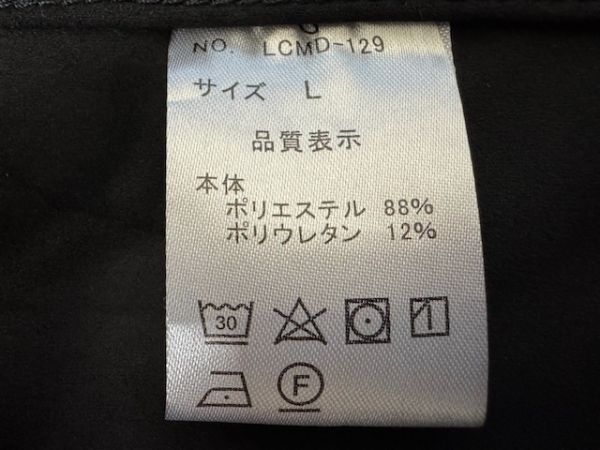 NO. LCMD-129
サイズ L
品質表示
本体
ポリエステル 88%
ポリウレタン 12%
30
F